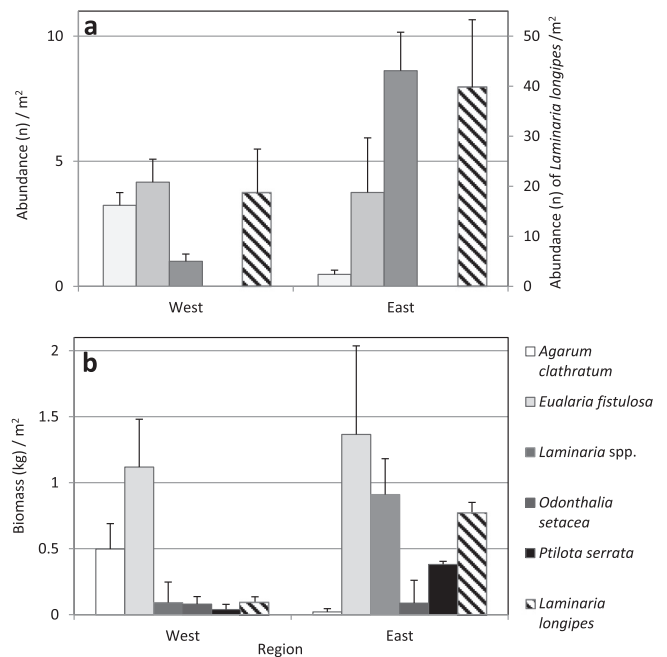 a
10
5
0
Abundance (n) / m²
50
40
30
20
10
0
Abundance (n) of Laminaria longipes /m²
West
East
b
2
1.5
1
0.5
0
Biomass (kg) / m²
West
East
Region
Agarum
clathratum
Eualaria fistulosa
Laminaria spp.
Odonthalia
setacea
Ptilota serrata
Laminaria
longipes